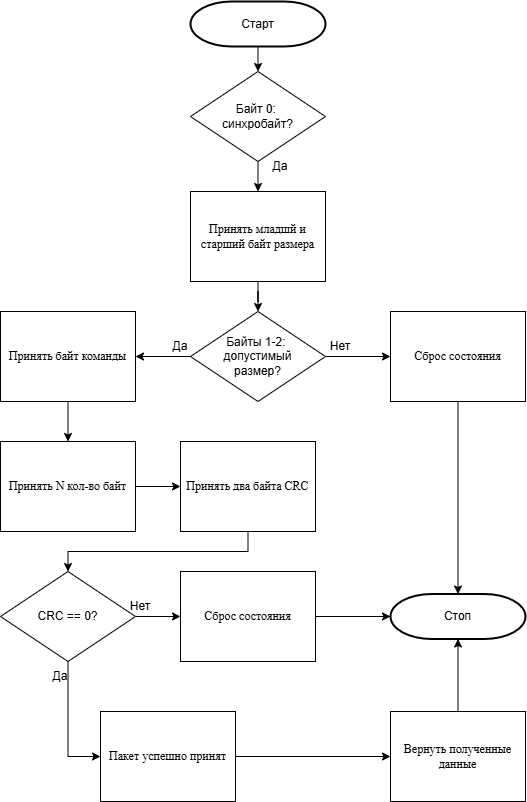 Старт
Байт 0:
синхробайт?
Да
Принять младшй и
старший байт размера
Да
Байты 1-2:
допустимый
размер?
Нет
Принять байт команды
Сброс состояния
Принять N кол-во байт
Принять два байта CRC
CRC == 0?
Нет
Сброс состояния
Стоп
Да
Пакет успешно принят
Вернуть полученные
данные